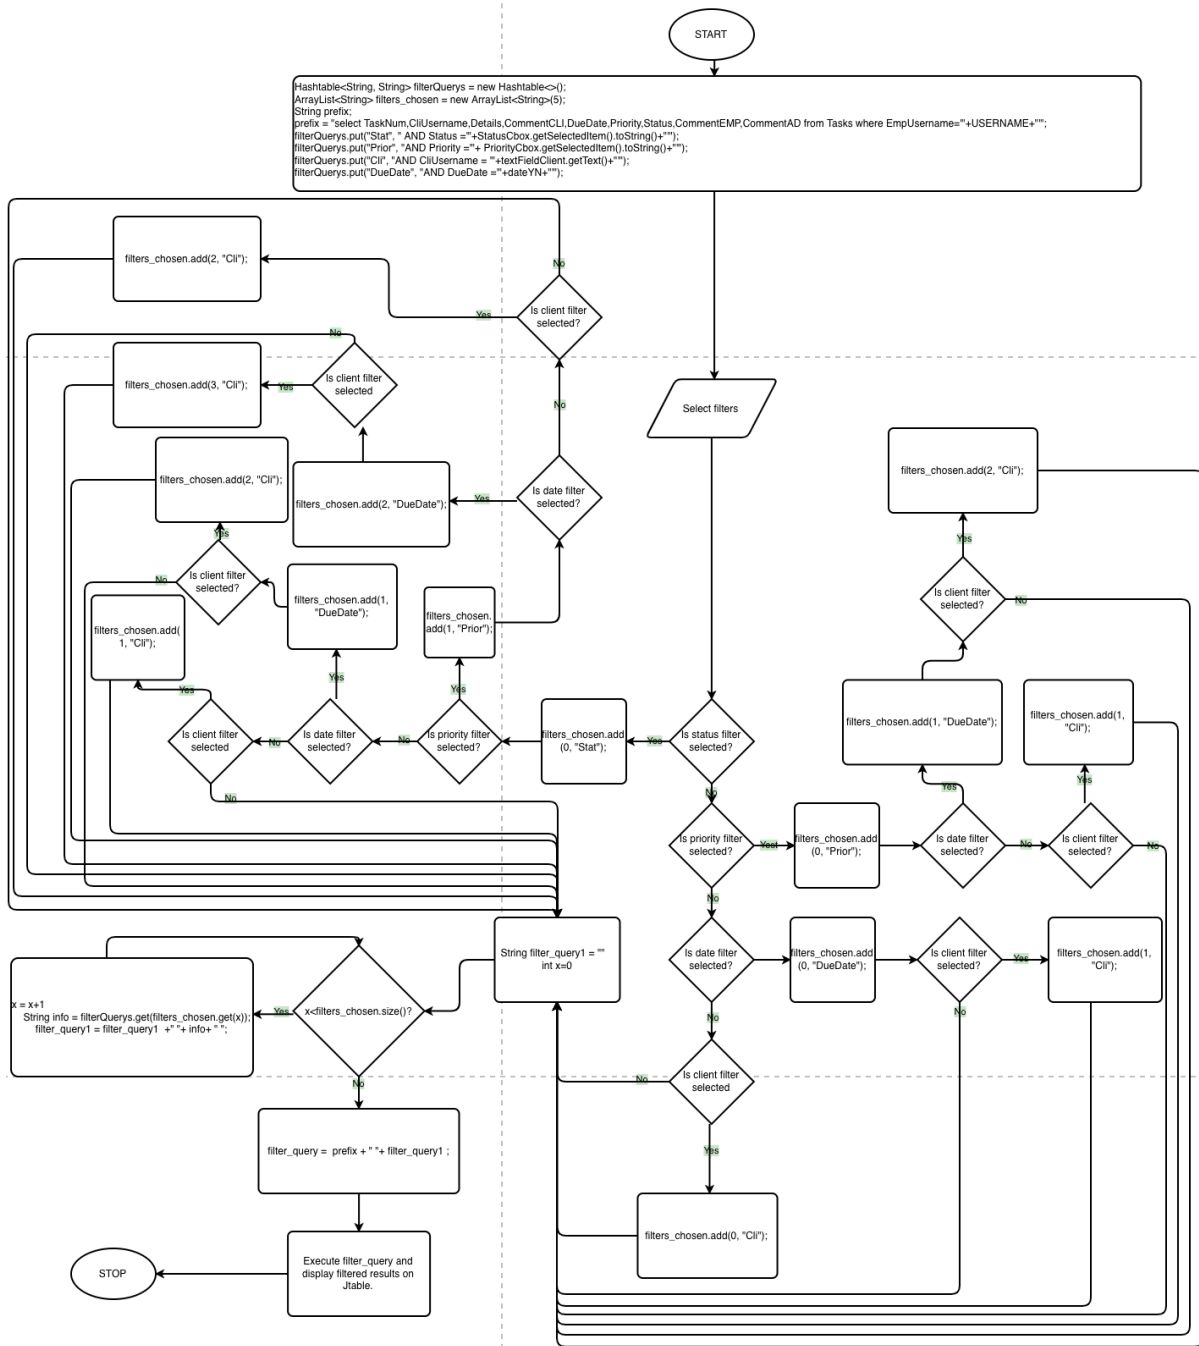 START
Hashtable<String, String> filterQuerys = new Hashtable<>();
ArrayList<String> filters_chosen = new ArrayList<String>(5);
String prefix;
prefix = "select TaskNum,CliUsername,Details,CommentCLI,DueDate,Priority,Status,CommentEMP,CommentAD from Tasks where EmpUsername='"+USERNAME+"'";
filterQuerys.put("Stat", " AND Status ='"+StatusCbox.getSelectedItem().toString()+"'");
filterQuerys.put("Prior", "AND Priority ='"+ PriorityCbox.getSelectedItem().toString()+"'");
filterQuerys.put("Cli", "AND CliUsername = '"+textFieldClient.getText()+"'");
filterQuerys.put("DueDate", "AND DueDate ='"+dateYN+"'");
filters_chosen.add(2, "Cli");
No
Yes
Is client filter
selected?
No
filters_chosen.add(3, "Cli");
Yes
Is client filter
selected
No
Select filters
filters_chosen.add(2, "Cli");
filters_chosen.add(2, "DueDate");
Yes
Is date filter
selected?
filters_chosen.add(2, "Cli");
Yes
Yes
Is client filter
selected?
No
filters_chosen.add(1,
"DueDate");
filters_chosen.
add(1, "Prior");
Is client filter
selected?
No
filters_chosen.add(
1, "Cli");
Yes
Yes
Yes
Is client filter
selected
No
Is date filter
selected?
No
Is priority filter
selected?
filters_chosen.add
(0, "Stat");
Yes
Is status filter
selected?
filters_chosen.add(1, "DueDate");
filters_chosen.add(1,
"Cli");
No
No
Yes
Yes
Is priority filter
selected?
Yest
filters_chosen.add
(0, "Prior");
Is date filter
selected?
No
Is client filter
selected?
No
No
String filter_query1 = ""
int x=0
Is date filter
selected?
filters_chosen.add
(0, "DueDate");
Is client filter
selected?
Yes
filters_chosen.add(1,
"Cli");
x = x+1
String info = filterQuerys.get(filters_chosen.get(x));
filter_query1 = filter_query1  +" "+ info+ " ";
Yes
x<filters_chosen.size()?
No
No
No
No
Is client filter
selected
Yes
filter_query =  prefix + " "+ filter_query1 ;
filters_chosen.add(0, "Cli");
Execute filter_query and
display filtered results on
Jtable.
STOP